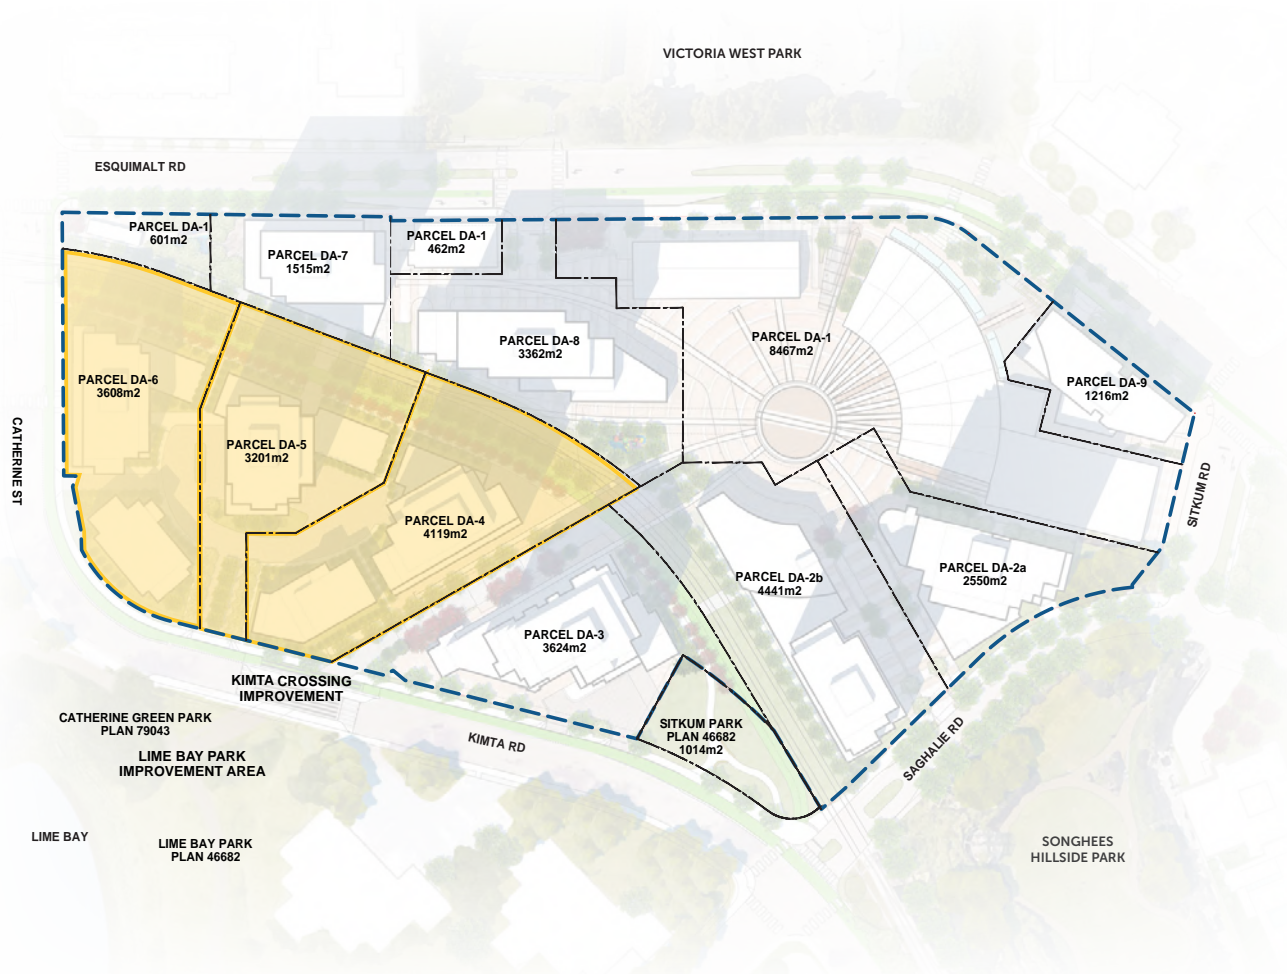 VICTORIA WEST PARK
ESQUIMALT RD
PARCEL DA-1
601m2
PARCEL DA-7
1515m2
PARCEL DA-1
462m2
PARCEL DA-8
3362m2
PARCEL DA-1
8467m2
PARCEL DA-9
1216m2
PARCEL DA-6
3608m2
PARCEL DA-5
3201m2
CATHERINE ST
SITKUM RD
PARCEL DA-4
4119m2
PARCEL DA-2b
4441m2
PARCEL DA-2a
2550m2
PARCEL DA-3
3624m2
KIMTA CROSSING
IMPROVEMENT
CATHERINE GREEN PARK
PLAN 79043
SITKUM PARK
PLAN 46682
1014m2
KIMTA RD
SAGHALIE RD
LIME BAY PARK
IMPROVEMENT AREA
LIME BAY
LIME BAY PARK
PLAN 46682
SONGHEES
HILLSIDE PARK